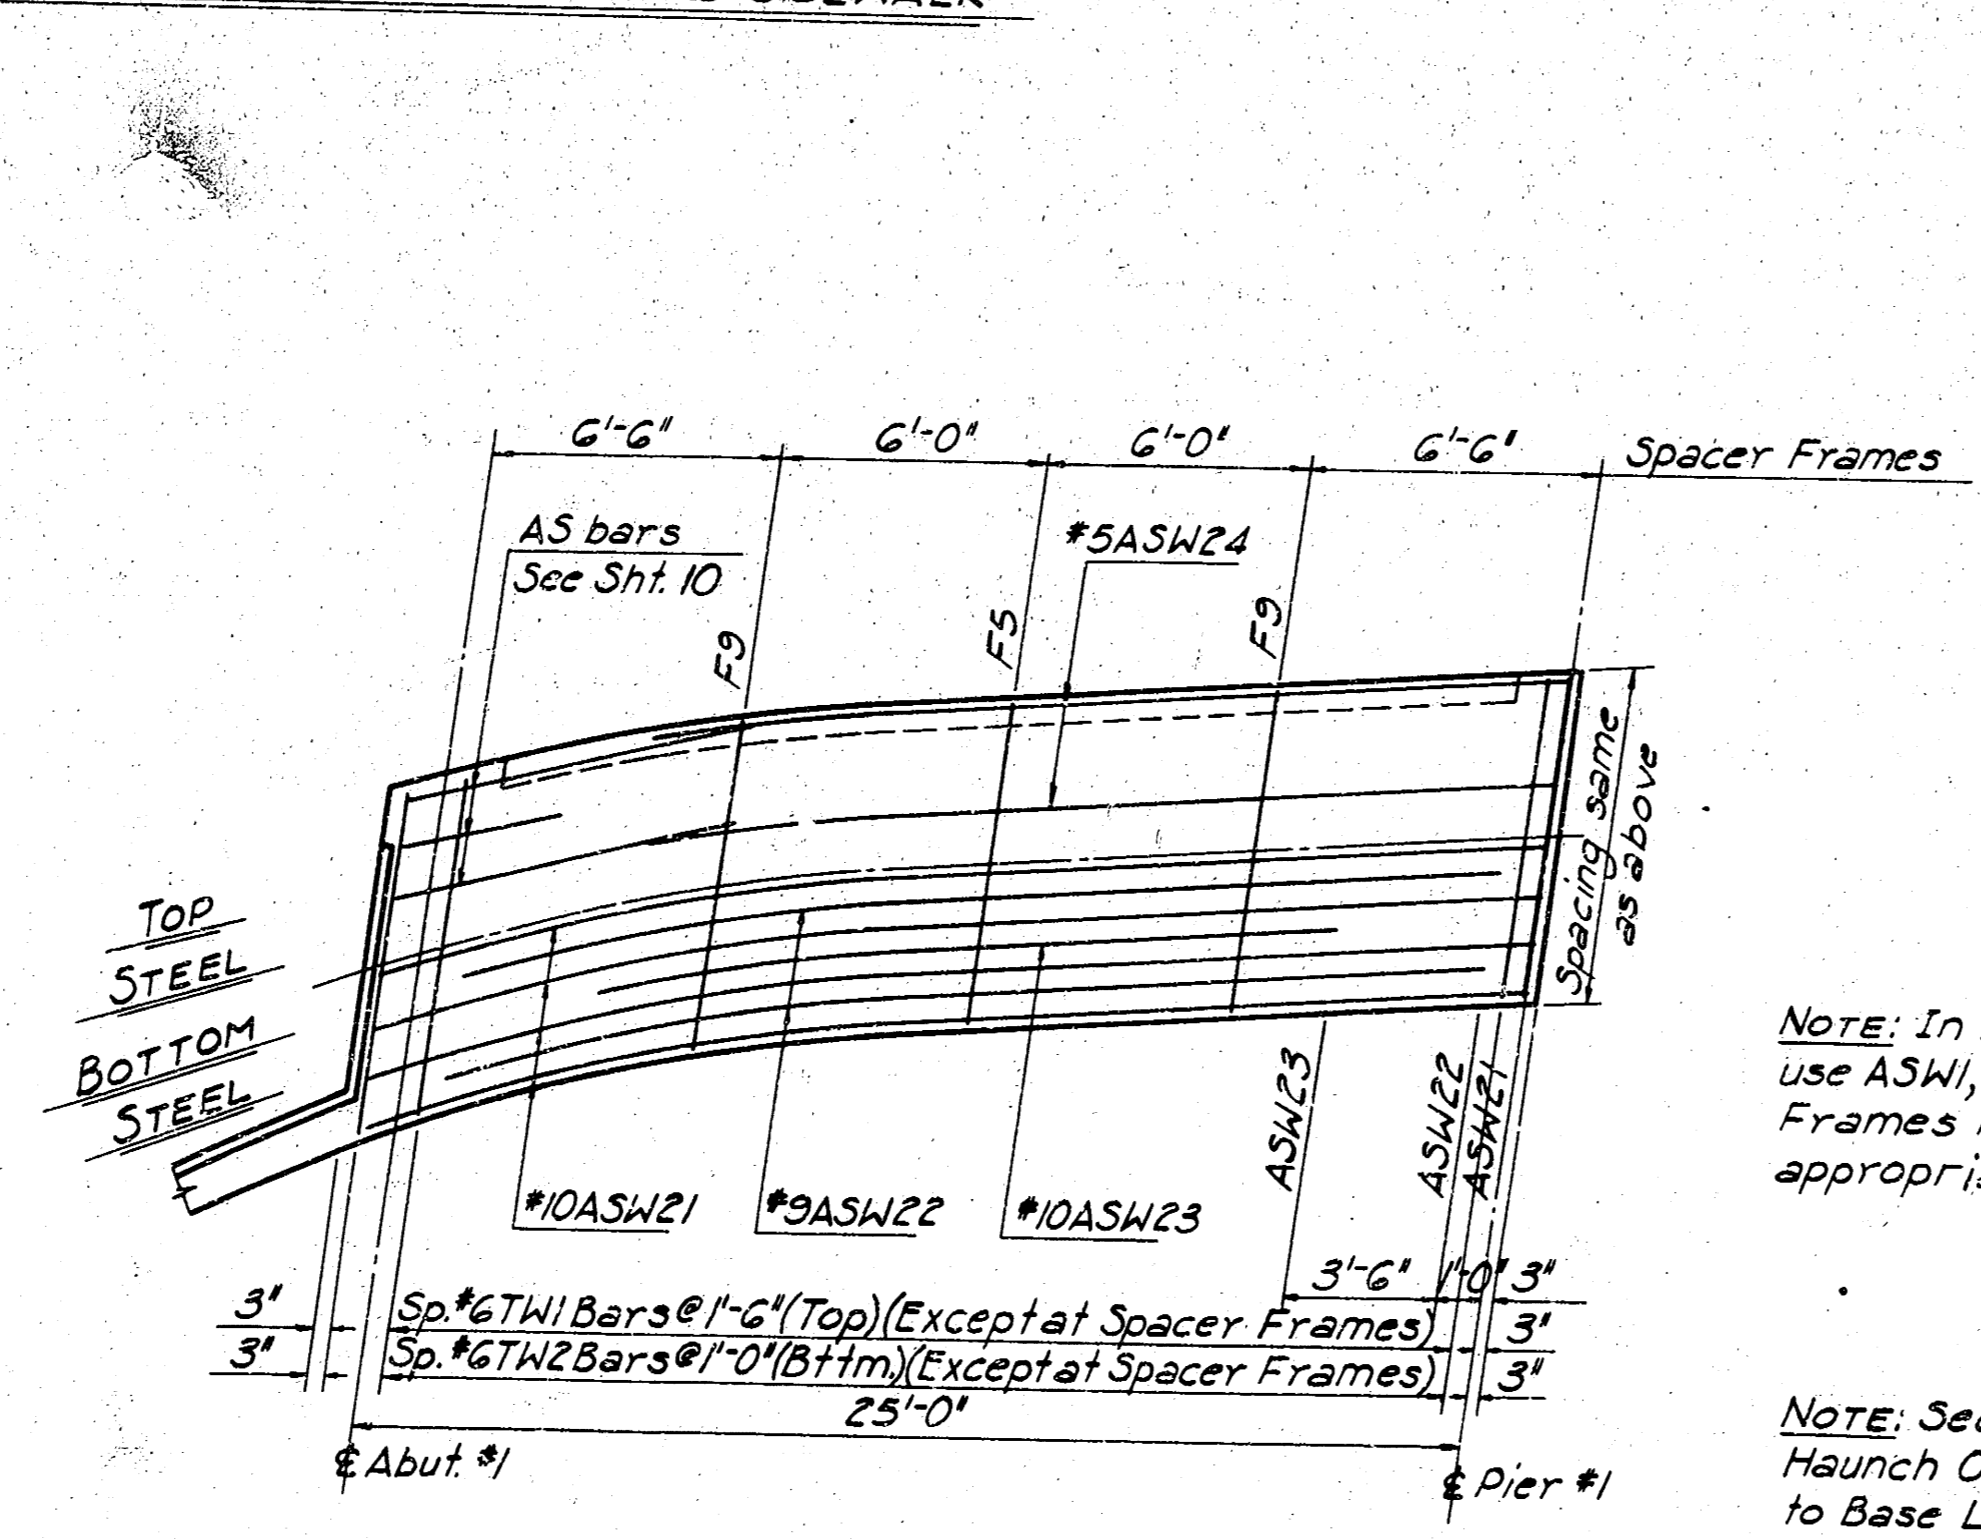 SIDEWALK
6'-6"
6'-0"
6'-0"
6'-6"
Spacer Frames
AS bars
See Sht. 10
#5ASW24
F9
F5
F9
Spacing same
as above
TOP
STEEL
BOTTOM
STEEL
ASW23
ASW22
ASW21
#10ASW21
#9ASW22
#10ASW23
3'-6"
1'-0"
3"
3"
Sp. #6TW1 Bars @ 1'-6" (Top) (Except at Spacer Frames)
3"
3"
Sp. #6TW2 Bars @ 1'-0" (Bttm.) (Except at Spacer Frames)
3"
25'-0"
℄ Abut. #1
℄ Pier #1
NOTE: In
use ASW1,
Frames
appropri
NOTE: See
Haunch
to Base